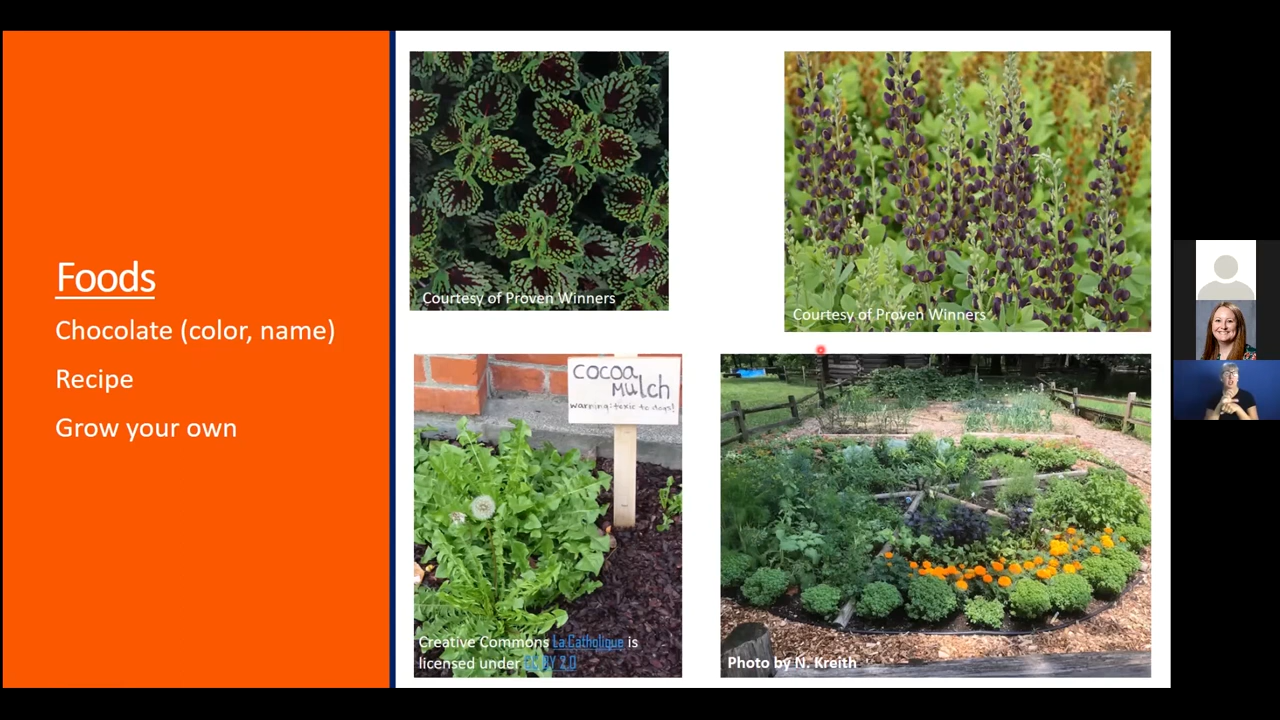 Foods
Chocolate (color, name)
Recipe
Grow your own
Courtesy of Proven Winners
Courtesy of Proven Winners
cocoa
mulch
warning: toxic to dogs!
Creative Commons La.Catholique is
licensed under CC BY 2.0
Photo by N. Kreith